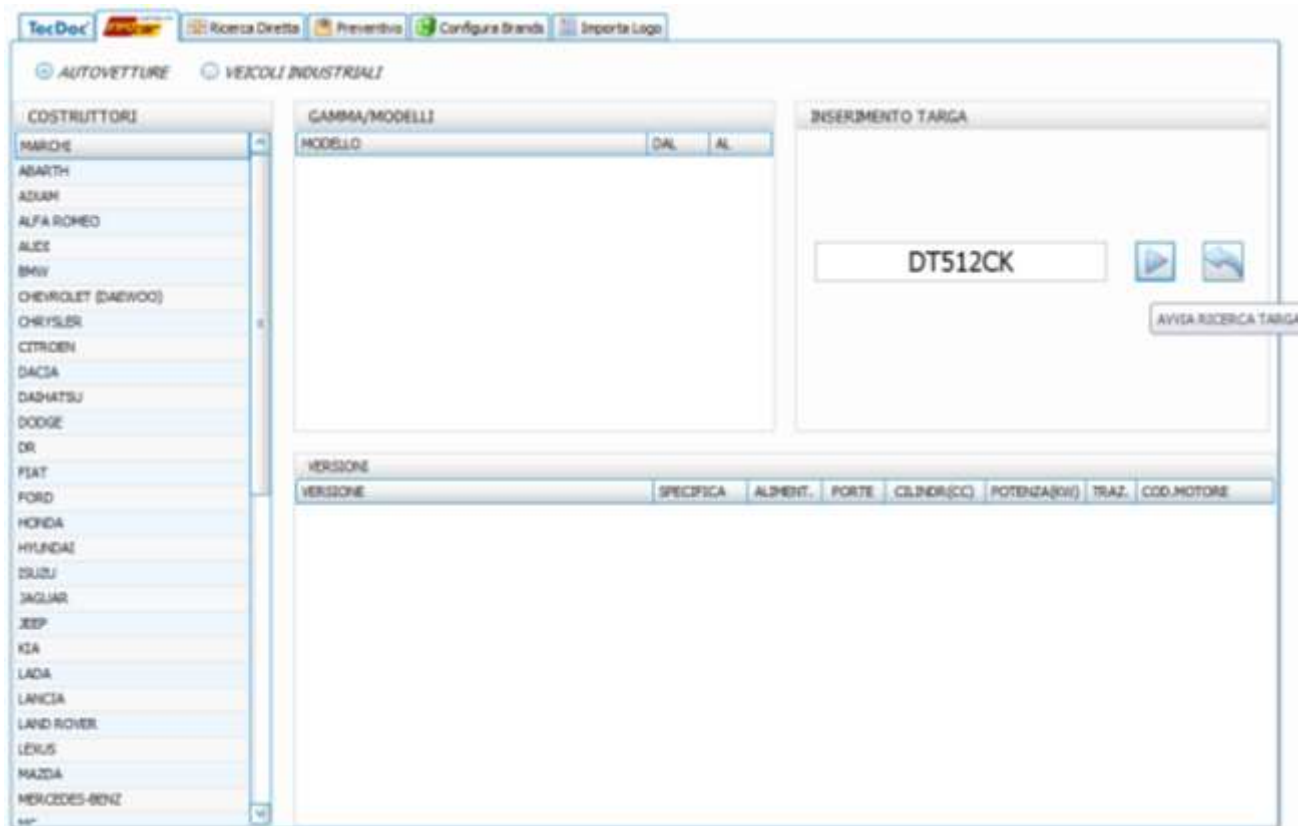 TecDoc Ricerca Diretta Preventivo Configura Brands Importa Logo
AUTOVETTURE VEICOLI INDUSTRIALI
COSTRUTTORI
MARCHE
ABARTH
AIXAM
ALFA ROMEO
AUDI
BMW
CHEVROLET (DAEWOO)
CHRYSLER
CITROEN
DACIA
DAIHATSU
DODGE
DR
FIAT
FORD
HONDA
HYUNDAI
ISUZU
JAGUAR
JEEP
KIA
LADA
LANCIA
LAND ROVER
LEXUS
MAZDA
MERCEDES-BENZ
GAMMA/MODELLI
MODELLO DAL AL
INSERIMENTO TARGA
DT512CK
AVVIA RICERCA TARGA
VERSIONI
VERSIONE SPECIFICA ALIMENT. PORTE CILINDR(CC) POTENZA(KW) TRAZ. COD.MOTORE